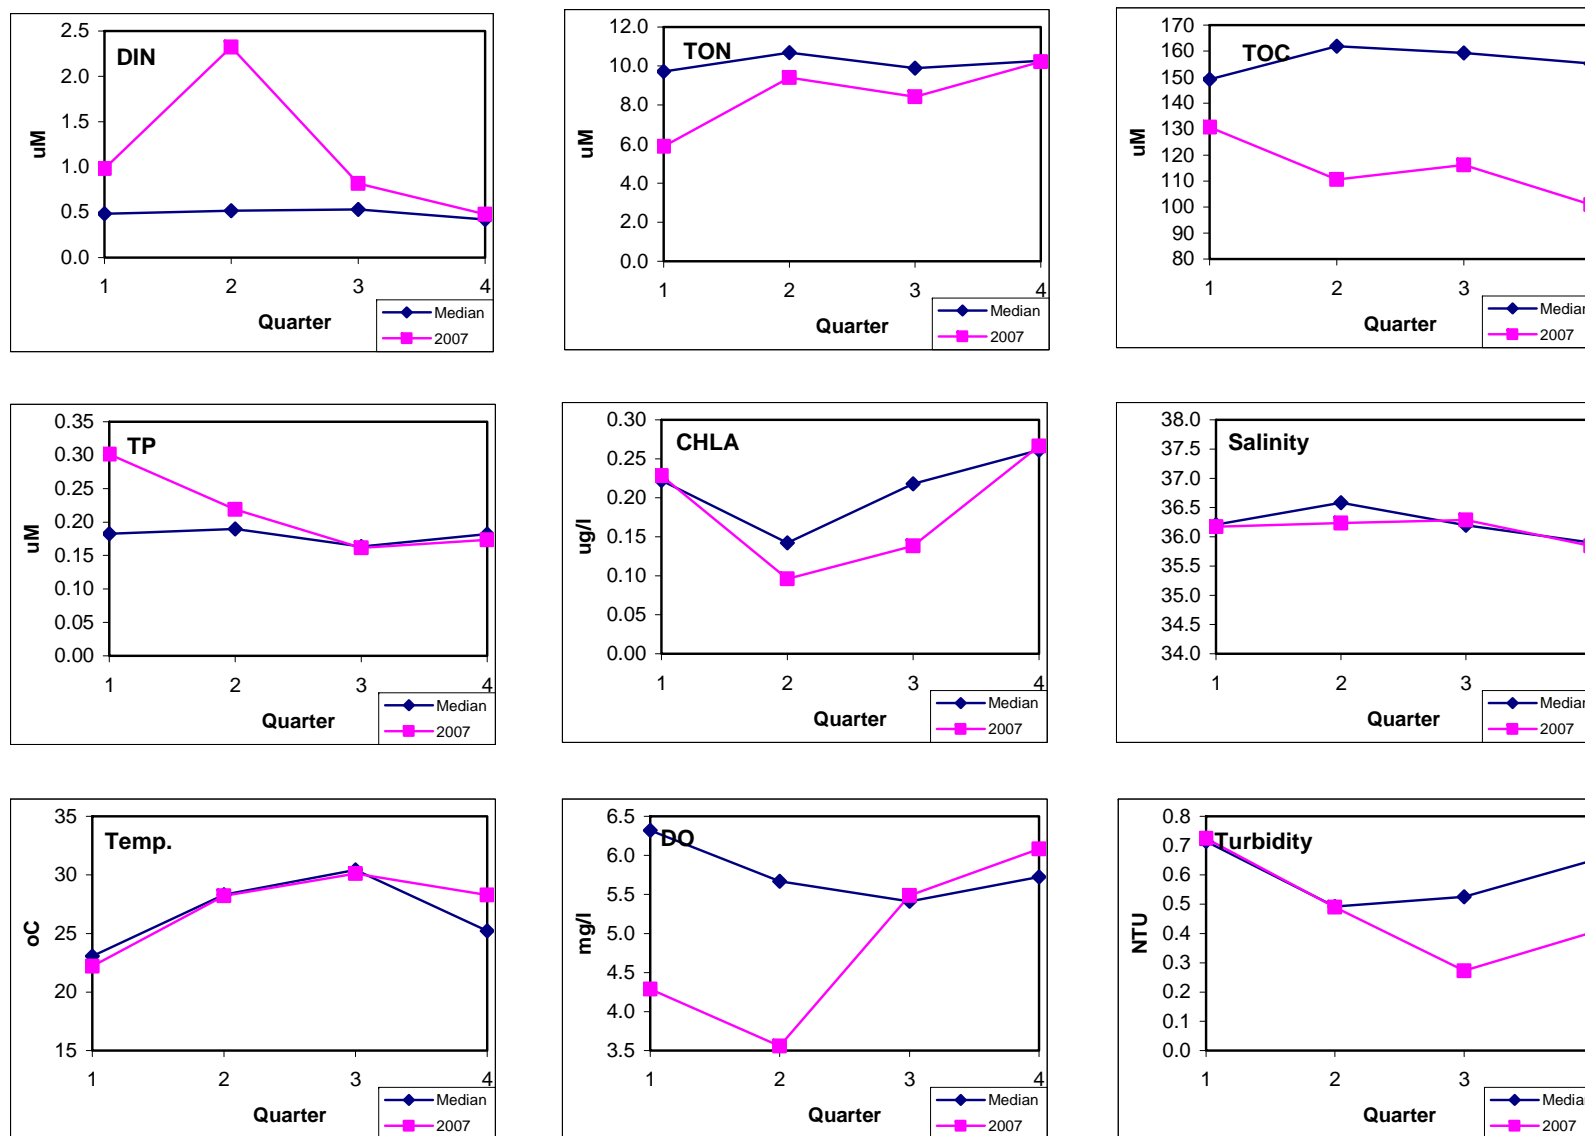 DIN
2.5
2.0
1.5
1.0
0.5
0.0
uM
1 2 3 4
Quarter
Median
2007
TON
12.0
10.0
8.0
6.0
4.0
2.0
0.0
uM
1 2 3 4
Quarter
Median
2007
TOC
170
160
150
140
130
120
110
100
90
80
uM
1 2 3
Quarter
Median
2007
TP
0.35
0.30
0.25
0.20
0.15
0.10
0.05
0.00
uM
1 2 3 4
Quarter
Median
2007
CHLA
0.30
0.25
0.20
0.15
0.10
0.05
0.00
ug/l
1 2 3 4
Quarter
Median
2007
Salinity
38.0
37.5
37.0
36.5
36.0
35.5
35.0
34.5
34.0
1 2 3
Quarter
Median
2007
Temp.
35
30
25
20
15
oC
1 2 3 4
Quarter
Median
2007
DO
6.5
6.0
5.5
5.0
4.5
4.0
3.5
mg/l
1 2 3 4
Quarter
Median
2007
Turbidity
0.8
0.7
0.6
0.5
0.4
0.3
0.2
0.1
0.0
NTU
1 2 3
Quarter
Median
2007